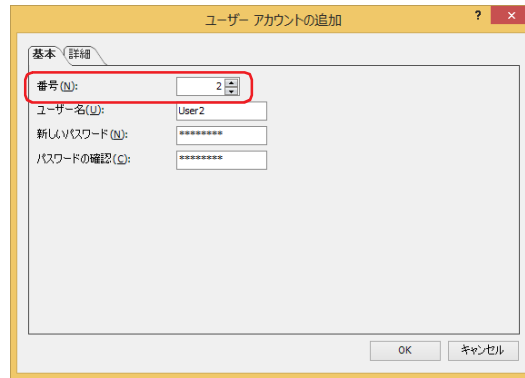 ユーザー アカウントの追加
? ×
基本 詳細
番号(N): 2
ユーザー名(U): User2
新しいパスワード(N): ********
パスワードの確認(C): ********
OK キャンセル